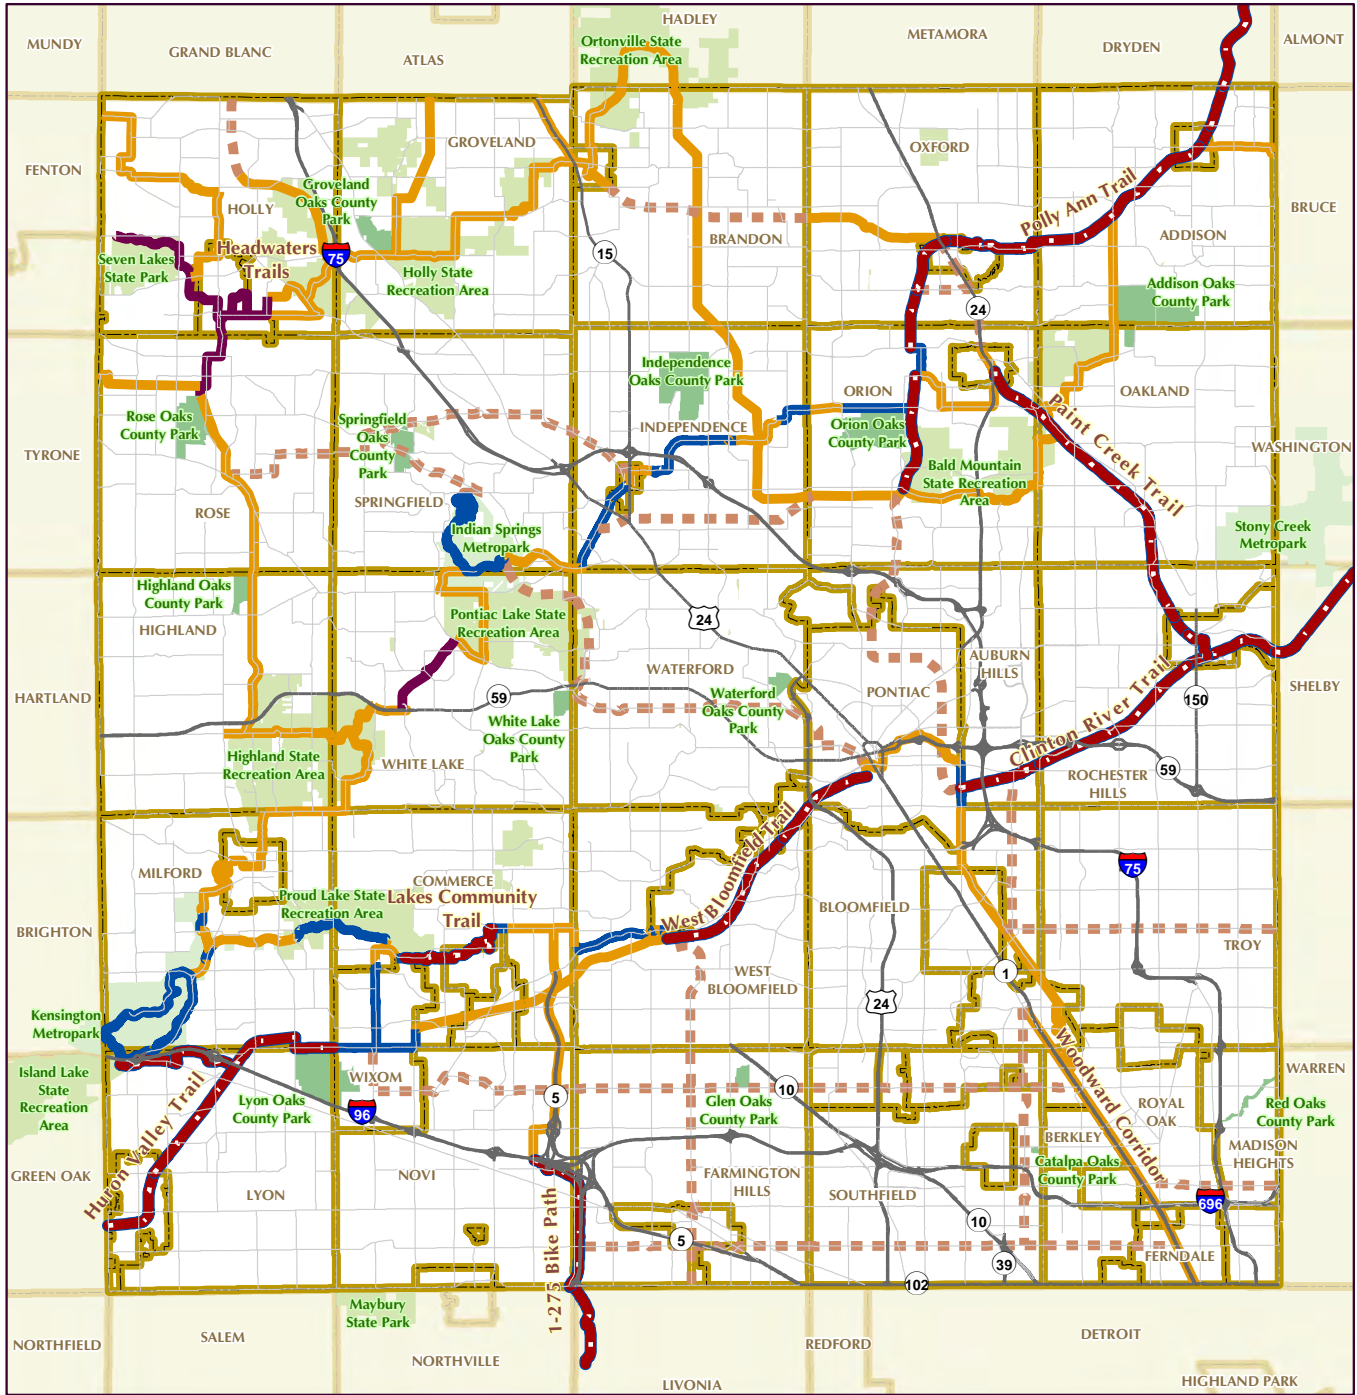 HADLEY
MUNDY
GRAND BLANC
ATLAS
Ortonville State
Recreation Area
METAMORA
DRYDEN
ALMONT
FENTON
GROVELAND
OXFORD
Groveland
Oaks County
Park
HOLLY
Polly Ann Trail
BRUCE
Headwaters
Trails
75
15
BRANDON
ADDISON
Seven Lakes
State Park
Holly State
Recreation Area
Addison Oaks
County Park
24
Independence
Oaks County Park
ORION
OAKLAND
Rose Oaks
County Park
Springfield
Oaks
County
Park
INDEPENDENCE
Orion Oaks
County Park
Paint Creek Trail
TYRONE
WASHINGTON
Bald Mountain
State Recreation
Area
SPRINGFIELD
ROSE
Indian Springs
Metropark
Stony Creek
Metropark
Highland Oaks
County Park
HIGHLAND
Pontiac Lake State
Recreation Area
24
AUBURN
HILLS
WATERFORD
PONTIAC
HARTLAND
59
Waterford
Oaks County
Park
Clinton River Trail
150
SHELBY
White Lake
Oaks County
Park
Highland State
Recreation Area
WHITE LAKE
ROCHESTER
HILLS
59
West Bloomfield Trail
MILFORD
COMMERCE
75
Proud Lake State
Recreation Area
Lakes Community
Trail
BLOOMFIELD
BRIGHTON
TROY
WEST
BLOOMFIELD
1
24
Kensington
Metropark
Woodward Corridor
Island Lake
State
Recreation
Area
WIXOM
WARREN
Huron Valley Trail
Lyon Oaks
County Park
96
5
10
Glen Oaks
County Park
ROYAL
OAK
Red Oaks
County Park
BERKLEY
MADISON
HEIGHTS
GREEN OAK
NOVI
FARMINGTON
HILLS
Catalpa Oaks
County Park
LYON
SOUTHFIELD
696
1-275 Bike Path
10
5
39
FERNDALE
102
Maybury
State Park
NORTHFIELD
SALEM
NORTHVILLE
REDFORD
DETROIT
LIVONIA
HIGHLAND PARK